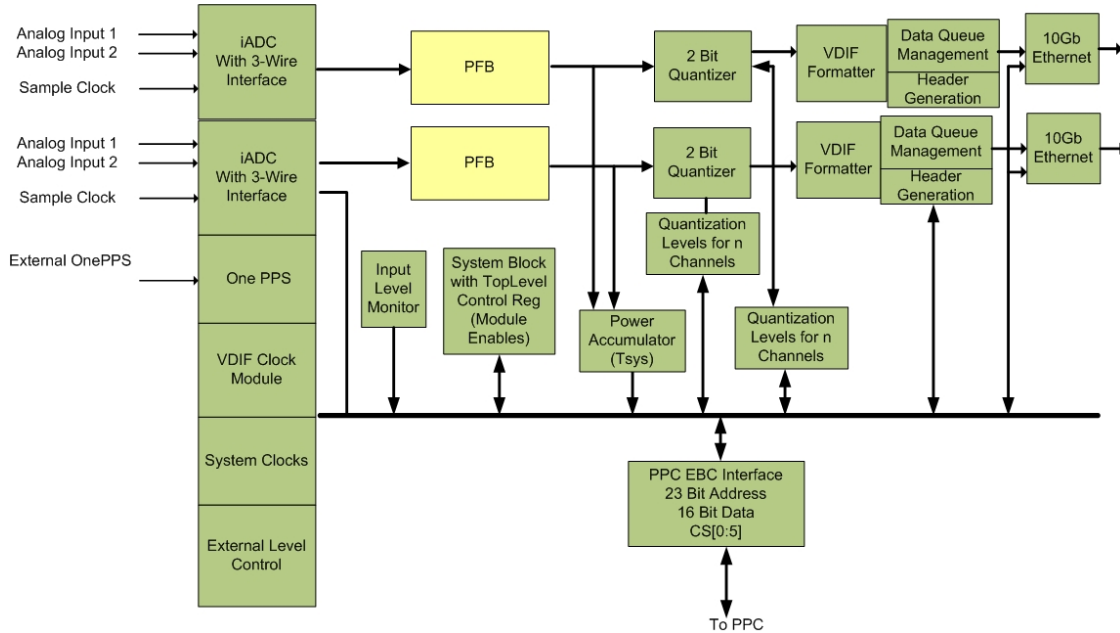 Analog Input 1
Analog Input 2
Sample Clock
iADC
With 3-Wire
Interface
PFB
2 Bit
Quantizer
VDIF
Formatter
Data Queue
Management
Header
Generation
10Gb
Ethernet
Analog Input 1
Analog Input 2
Sample Clock
iADC
With 3-Wire
Interface
PFB
2 Bit
Quantizer
VDIF
Formatter
Data Queue
Management
Header
Generation
10Gb
Ethernet
External OnePPS
One PPS
Input
Level
Monitor
System Block
with TopLevel
Control Reg
(Module
Enables)
Power
Accumulator
(Tsys)
Quantization
Levels for n
Channels
Quantization
Levels for n
Channels
VDIF Clock
Module
System Clocks
External Level
Control
PPC EBC Interface
23 Bit Address
16 Bit Data
CS[0:5]
To PPC